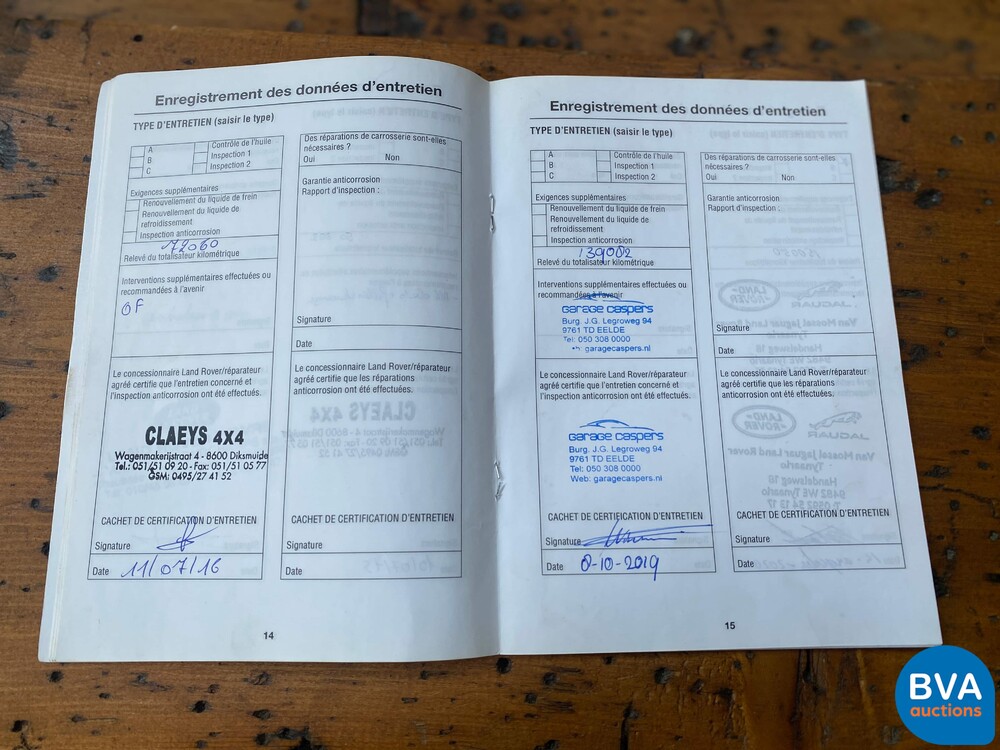 Enregistrement des données d'entretien
TYPE D'ENTRETIEN (saisir le type)
A
B
C
Contrôle de l'huile
Inspection 1
Inspection 2
Exigences supplémentaires
Renouvellement du liquide de frein
Renouvellement du liquide de
refroidissement
Inspection anticorrosion
72060
Relevé du totalisateur kilométrique
Interventions supplémentaires effectuées ou
recommandées à l'avenir
OF
Le concessionnaire Land Rover/réparateur
agréé certifie que l'entretien concerné et
l'inspection anticorrosion ont été effectués.
CLAEYS 4x4
Wagenmakerijstraat 4 - 8600 Diksmuide
Tel.: 051/51 09 20 - Fax: 051/51 05 77
GSM: 0495/27 41 52
CACHET DE CERTIFICATION D'ENTRETIEN
Signature
Date 11/07/16
Des réparations de carrosserie sont-elles
nécessaires ?
Oui Non
Garantie anticorrosion
Rapport d'inspection :
Signature
Date
Le concessionnaire Land Rover/réparateur
agréé certifie que les réparations
anticorrosion ont été effectuées.
CACHET DE CERTIFICATION D'ENTRETIEN
Signature
Date
14
Enregistrement des données d'entretien
TYPE D'ENTRETIEN (saisir le type)
A
B
C
Contrôle de l'huile
Inspection 1
Inspection 2
Exigences supplémentaires
Renouvellement du liquide de frein
Renouvellement du liquide de
refroidissement
Inspection anticorrosion
139082
Relevé du totalisateur kilométrique
Interventions supplémentaires effectuées ou
recommandées à l'avenir
Garage Caspers
Burg. J.G. Legroweg 94
9761 TD EELDE
Tel: 050 308 0000
garagecaspers.nl
Le concessionnaire Land Rover/réparateur
agréé certifie que l'entretien concerné et
l'inspection anticorrosion ont été effectués.
Garage Caspers
Burg. J.G. Legroweg 94
9761 TD EELDE
Tel: 050 308 0000
Web: garagecaspers.nl
CACHET DE CERTIFICATION D'ENTRETIEN
Signature
Date 8-10-2019
Des réparations de carrosserie sont-elles
nécessaires ?
Oui Non
Garantie anticorrosion
Rapport d'inspection :
Signature
Date
Le concessionnaire Land Rover/réparateur
agréé certifie que les réparations
anticorrosion ont été effectuées.
CACHET DE CERTIFICATION D'ENTRETIEN
Signature
Date
15
BVA
auctions